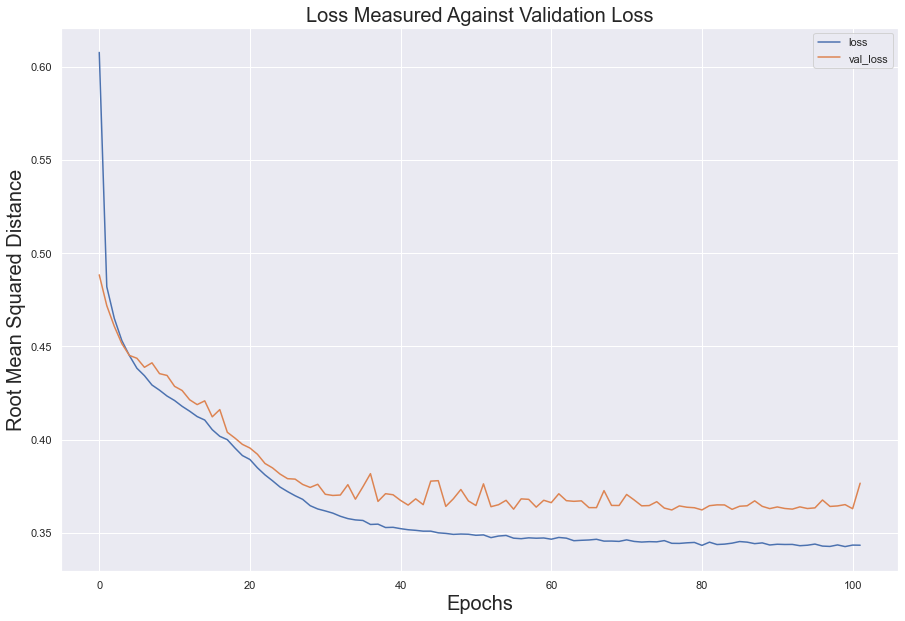 Loss Measured Against Validation Loss
loss
val_loss
Root Mean Squared Distance
0.60
0.55
0.50
0.45
0.40
0.35
0
20
40
60
80
100
Epochs